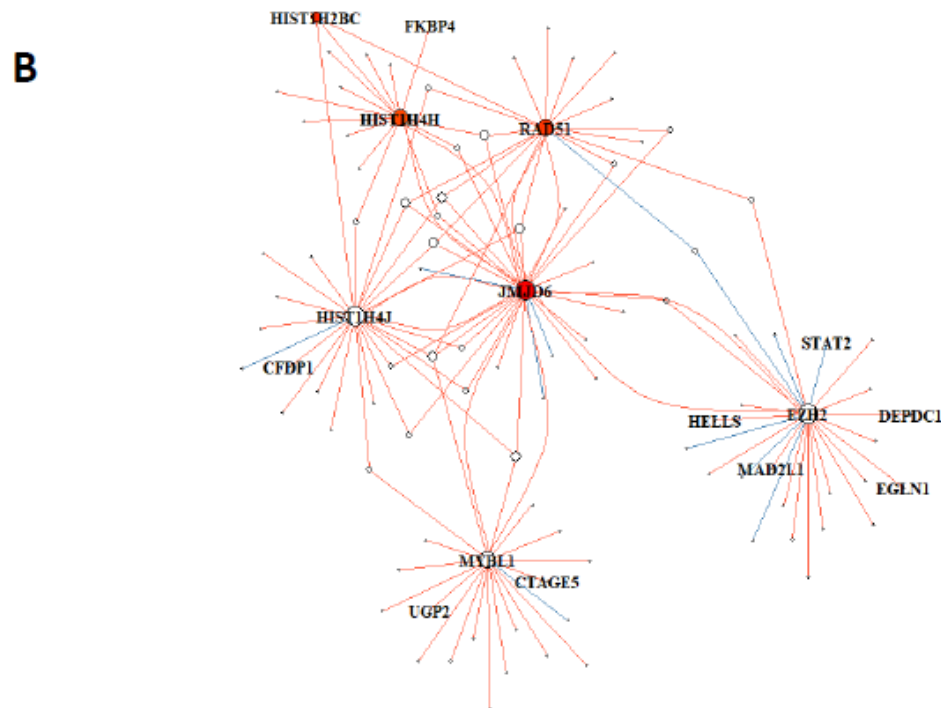 HIST1H2BC
FKBP4
B
HIST1H4H
RAD51
JMJD6
HIST1H4J
CFDP1
STAT2
HELLS
EZH2
DEPDC1
MAD2L1
EGLN1
MYBL1
CTAGE5
UGP2